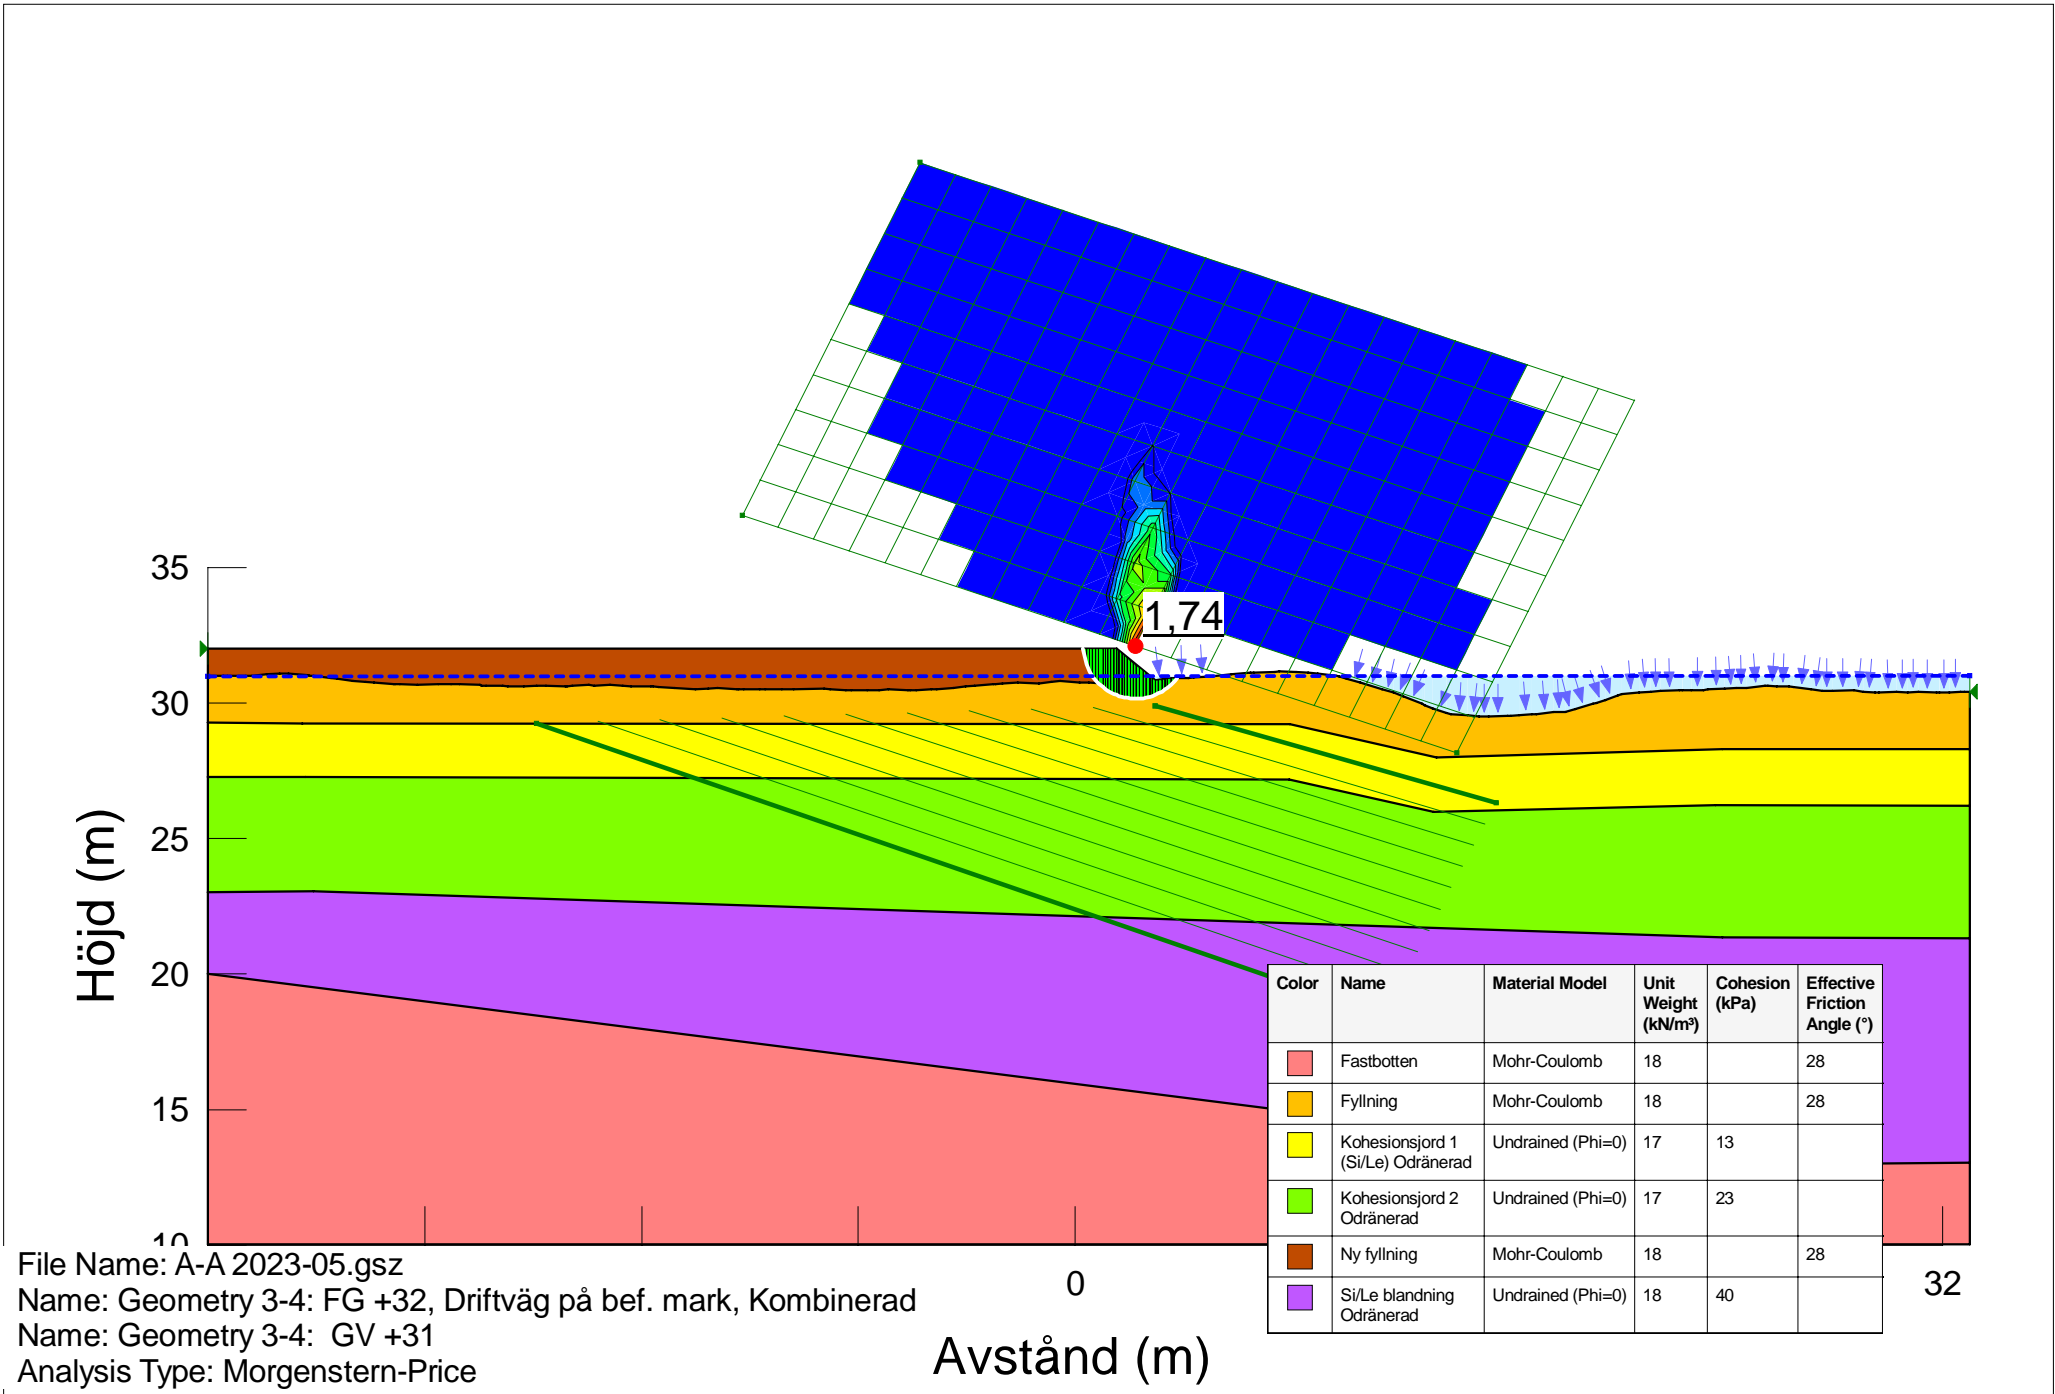 1,74
35
30
25
20
15
10
Höjd (m)
0
32
Avstånd (m)
Color Name Material Model Unit Weight (kN/m³) Cohesion (kPa) Effective Friction Angle (°)
Fastbotten Mohr-Coulomb 18 28
Fyllning Mohr-Coulomb 18 28
Kohesionsjord 1 (Si/Le) Odränerad Undrained (Phi=0) 17 13
Kohesionsjord 2 Odränerad Undrained (Phi=0) 17 23
Ny fyllning Mohr-Coulomb 18 28
Si/Le blandning Odränerad Undrained (Phi=0) 18 40
File Name: A-A 2023-05.gsz
Name: Geometry 3-4: FG +32, Driftväg på bef. mark, Kombinerad
Name: Geometry 3-4: GV +31
Analysis Type: Morgenstern-Price